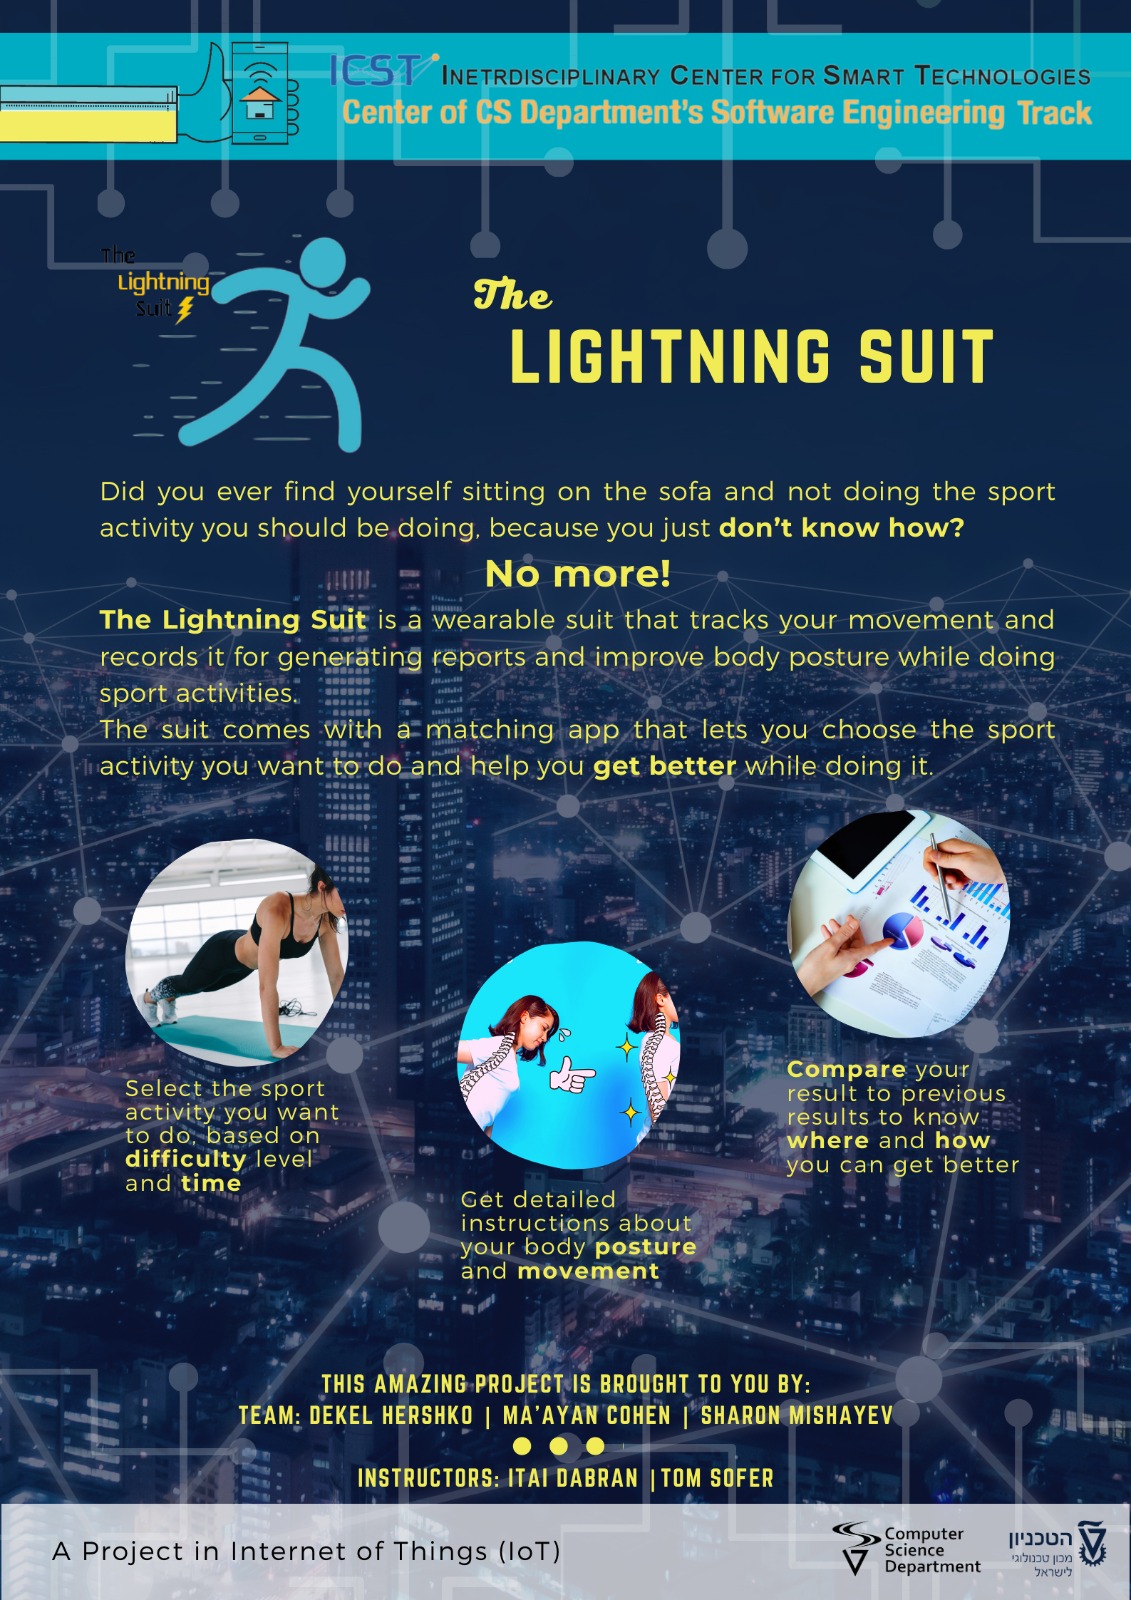 ICST INETRDISCIPLINARY CENTER FOR SMART TECHNOLOGIES
Center of CS Department's Software Engineering Track
The
Lightning
Suit
The
LIGHTNING SUIT
Did you ever find yourself sitting on the sofa and not doing the sport
activity you should be doing, because you just don't know how?
No more!
The Lightning Suit is a wearable suit that tracks your movement and
records it for generating reports and improve body posture while doing
sport activities.
The suit comes with a matching app that lets you choose the sport
activity you want to do and help you get better while doing it.
Select the sport
activity you want
to do, based on
difficulty level
and time
Get detailed
instructions about
your body posture
and movement
Compare your
result to previous
results to know
where and how
you can get better
THIS AMAZING PROJECT IS BROUGHT TO YOU BY:
TEAM: DEKEL HERSHKO | MA'AYAN COHEN | SHARON MISHAYEV
INSTRUCTORS: ITAI DABRAN |TOM SOFER
A Project in Internet of Things (IoT)
Computer
Science
Department
הטכניון
מכון טכנולוגי
לישראל